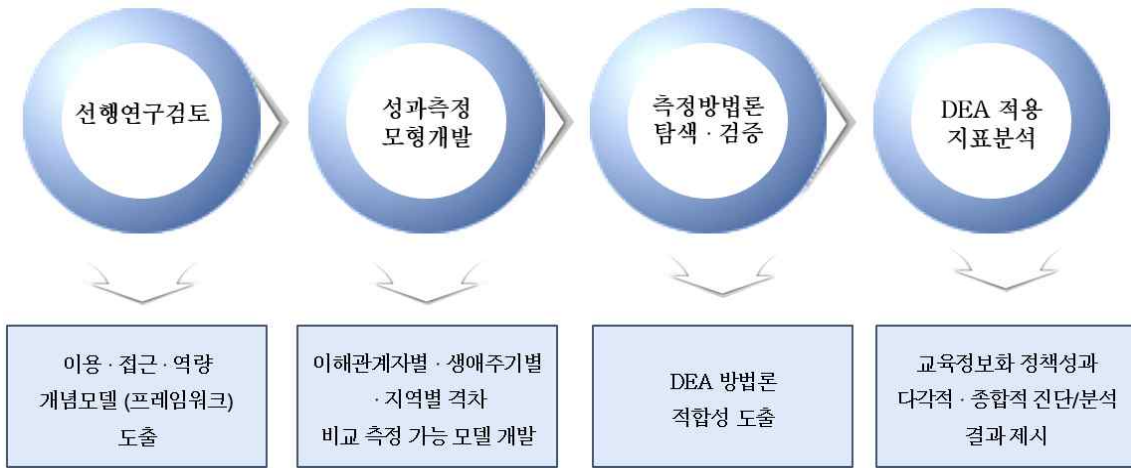 선행연구검토
성과측정
모형개발
측정방법론
탐색 · 검증
DEA 적용
지표분석
이용 · 접근 · 역량
개념모델 (프레임워크)
도출
이해관계자별 · 생애주기별
· 지역별 격차
비교 측정 가능 모델 개발
DEA 방법론
적합성 도출
교육정보화 정책성과
다각적 · 종합적 진단/분석
결과 제시